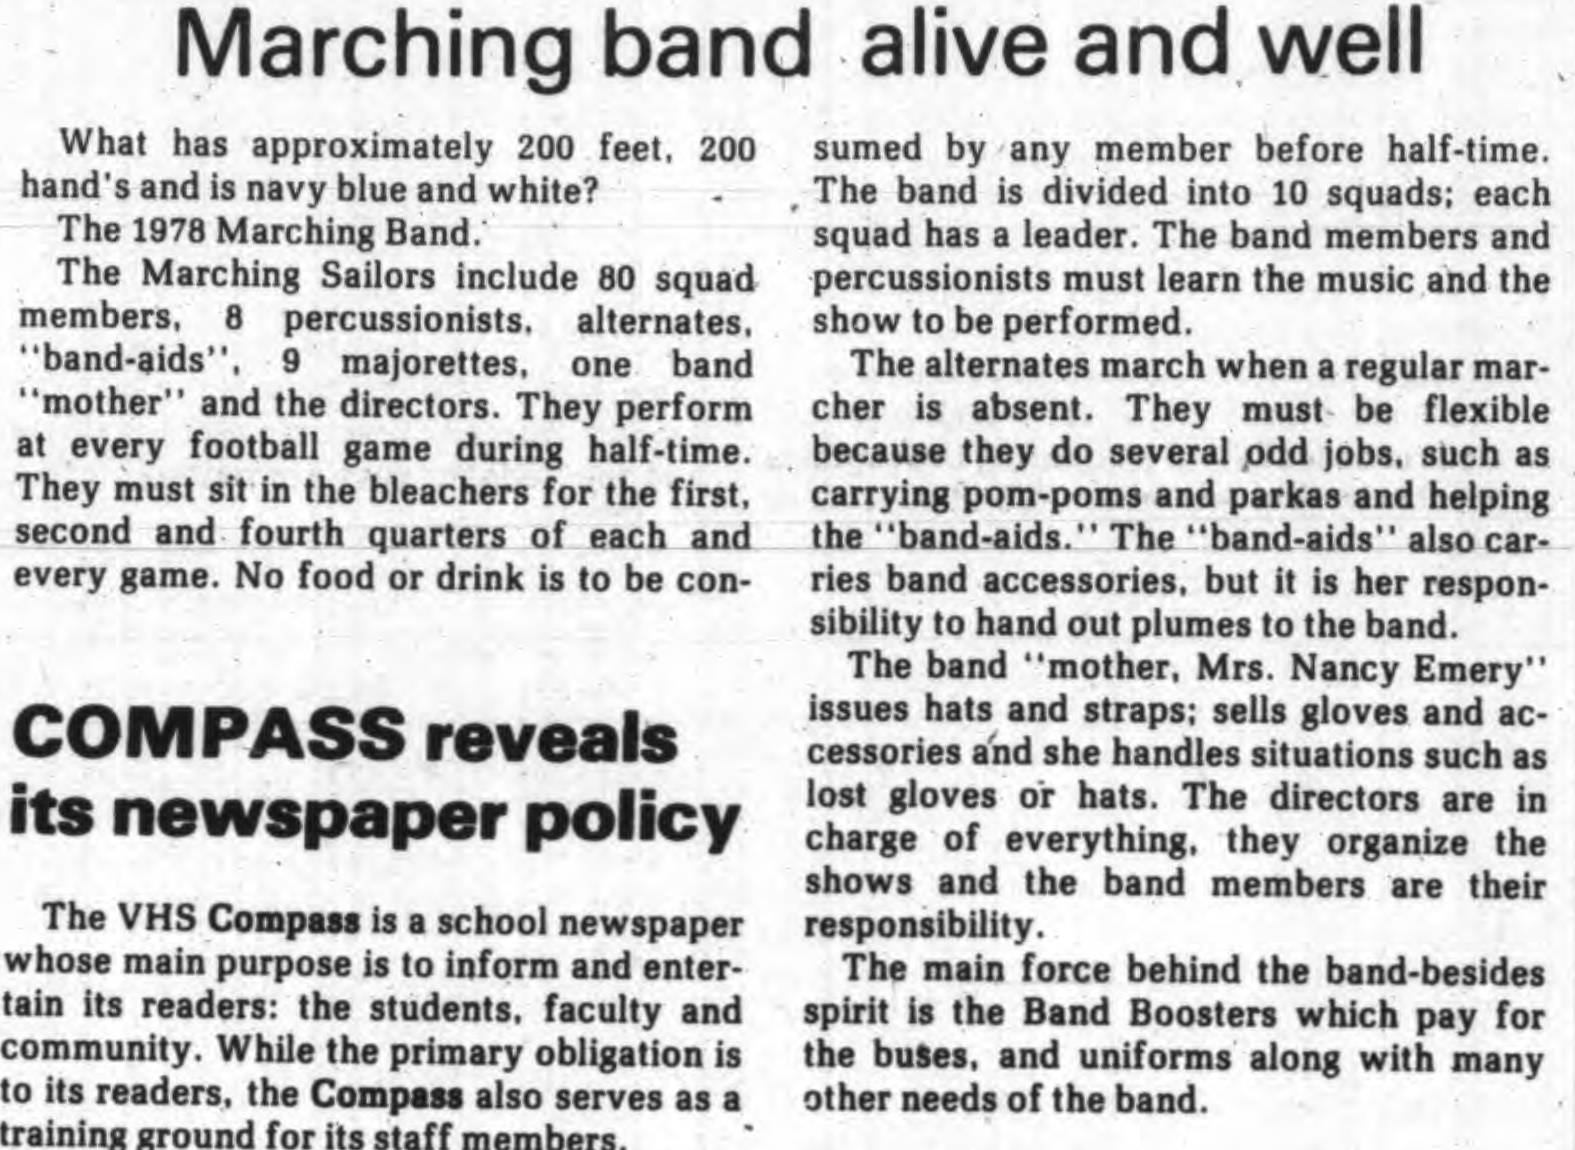 Marching band alive and well
What has approximately 200 feet, 200
hand's and is navy blue and white?
The 1978 Marching Band.
The Marching Sailors include 80 squad
members, 8 percussionists, alternates,
"band-aids", 9 majorettes, one band
"mother" and the directors. They perform
at every football game during half-time.
They must sit in the bleachers for the first,
second and fourth quarters of each and
every game. No food or drink is to be con-
sumed by any member before half-time.
The band is divided into 10 squads; each
squad has a leader. The band members and
percussionists must learn the music and the
show to be performed.
The alternates march when a regular mar-
cher is absent. They must be flexible
because they do several odd jobs, such as
carrying pom-poms and parkas and helping
the "band-aids." The "band-aids" also car-
ries band accessories, but it is her respon-
sibility to hand out plumes to the band.
The band "mother, Mrs. Nancy Emery"
issues hats and straps; sells gloves and ac-
cessories and she handles situations such as
lost gloves or hats. The directors are in
charge of everything, they organize the
shows and the band members are their
responsibility.
The main force behind the band-besides
spirit is the Band Boosters which pay for
the buses, and uniforms along with many
other needs of the band.
COMPASS reveals
its newspaper policy
The VHS Compass is a school newspaper
whose main purpose is to inform and enter-
tain its readers: the students, faculty and
community. While the primary obligation is
to its readers, the Compass also serves as a
training ground for its staff members.